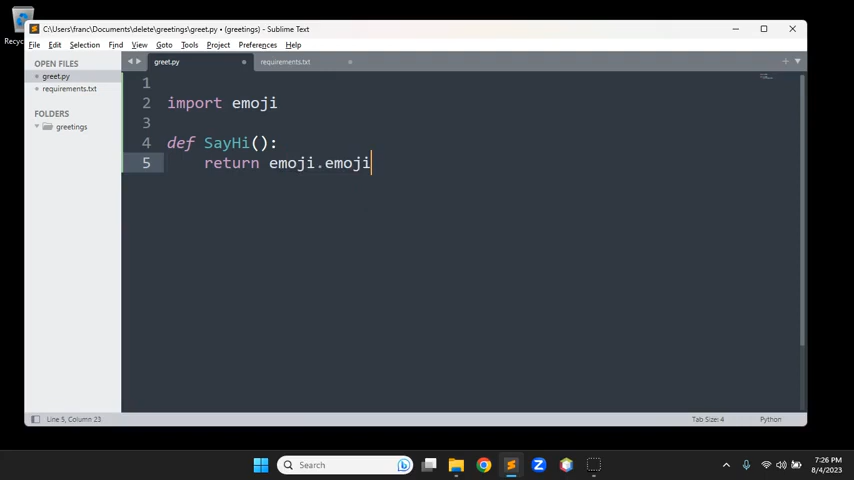 C:\Users\franc\Documents\delete\greetings\greet.py • (greetings) - Sublime Text
File Edit Selection Find View Goto Tools Project Preferences Help
OPEN FILES
greet.py
requirements.txt
FOLDERS
greetings
greet.py
requirements.txt
1
2 import emoji
3
4 def SayHi():
5 return emoji.emoji
Line 5, Column 23
Tab Size: 4
Python
Search
7:26 PM
8/4/2023